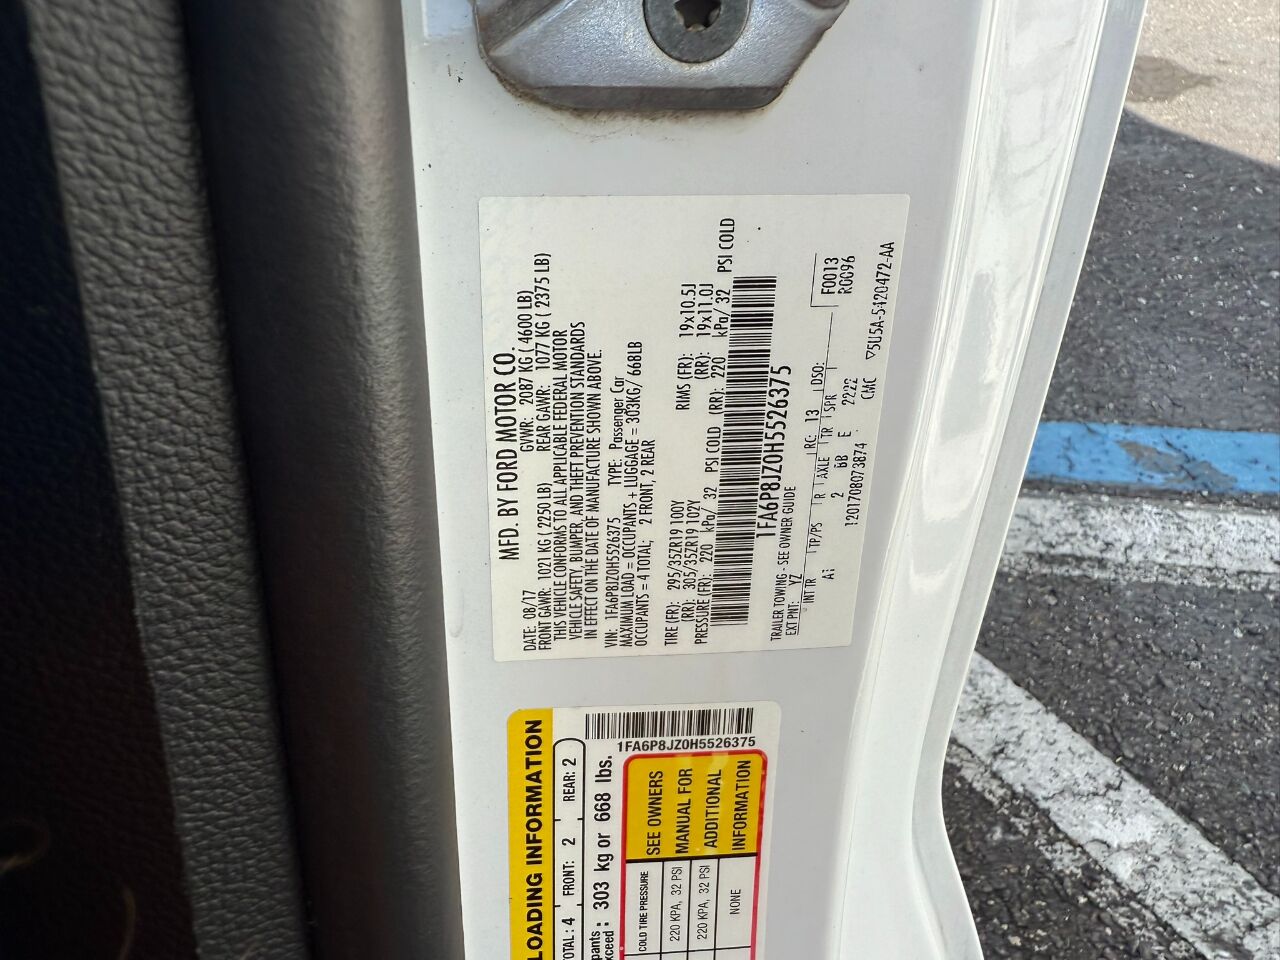 MFD. BY FORD MOTOR CO.
DATE: 08/17 GVWR: 2087 KG ( 4600 LB)
FRONT GAWR: 1021 KG ( 2250LB) REAR GAWR: 1077 KG ( 2375 LB)
THIS VEHICLE CONFORMS TO ALL APPLICABLE FEDERAL MOTOR
VEHICLE SAFETY, BUMPER, AND THEFT PREVENTION STANDARDS
IN EFFECT ON THE DATE OF MANUFACTURE SHOWN ABOVE.
VIN: 1FA6P8JZ0H5526375 TYPE: Passenger Car
MAXIMUM LOAD = OCCUPANTS + LUGGAGE = 303KG/ 668LB
OCCUPANTS = 4 TOTAL; 2 FRONT, 2 REAR
TIRE (FR): 295/35ZR19 100Y RIMS (FR): 19x10.5J
(RR): 305/35ZR19 102Y (RR): 19x11.0J
PRESSURE (FR): 220 kPa/ 32 PSI COLD (RR): 220 kPa/ 32 PSI COLD
1FA6P8JZ0H5526375
TRAILER TOWING - SEE OWNER GUIDE
EXT PNT: YZ RC: 13 DSO: F0013
INT TR TP/PS R AXLE TR SPR R0096
A1 2 BB E 2222
1201708073874 CMC
▽5U5A-5420472-AA
LOADING INFORMATION
TOTAL: 4 FRONT: 2 REAR: 2
303 kg or 668 lbs.
1FA6P8JZ0H5526375
COLD TIRE PRESSURE
220 KPA, 32 PSI
220 KPA, 32 PSI
NONE
SEE OWNERS
MANUAL FOR
ADDITIONAL
INFORMATION